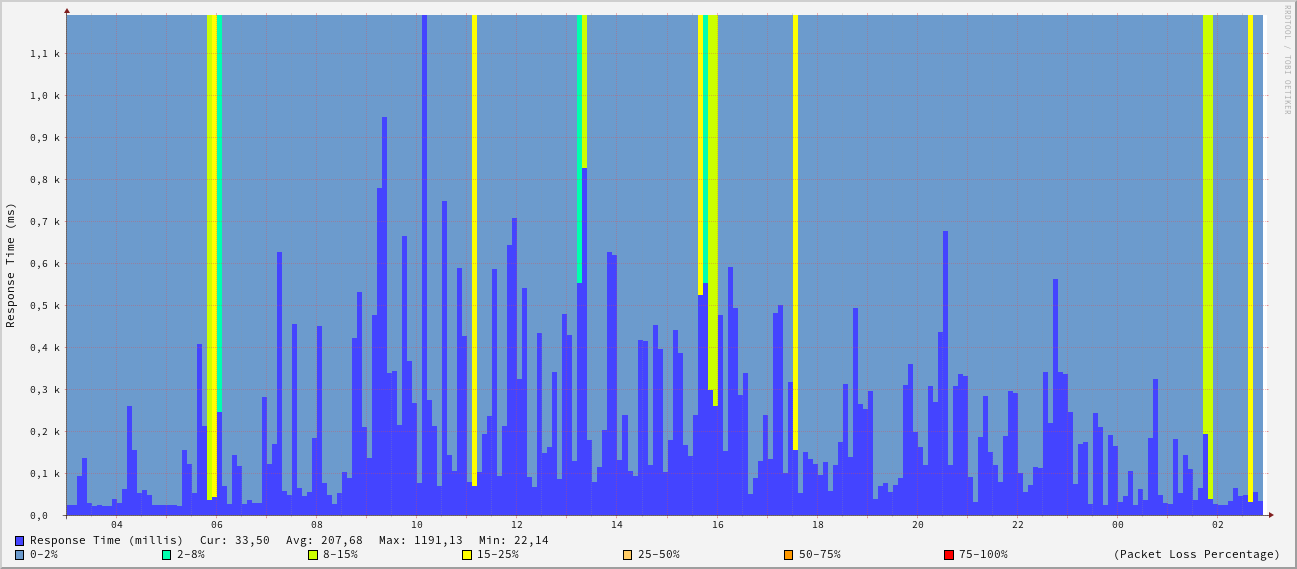 RRDTOOL / TOBI OETIKER
Response Time (ms)
1,1 k
1,0 k
0,9 k
0,8 k
0,7 k
0,6 k
0,5 k
0,4 k
0,3 k
0,2 k
0,1 k
0,0
04 06 08 10 12 14 16 18 20 22 00 02
Response Time (millis) Cur: 33,50 Avg: 207,68 Max: 1191,13 Min: 22,14
0-2% 2-8% 8-15% 15-25% 25-50% 50-75% 75-100% (Packet Loss Percentage)